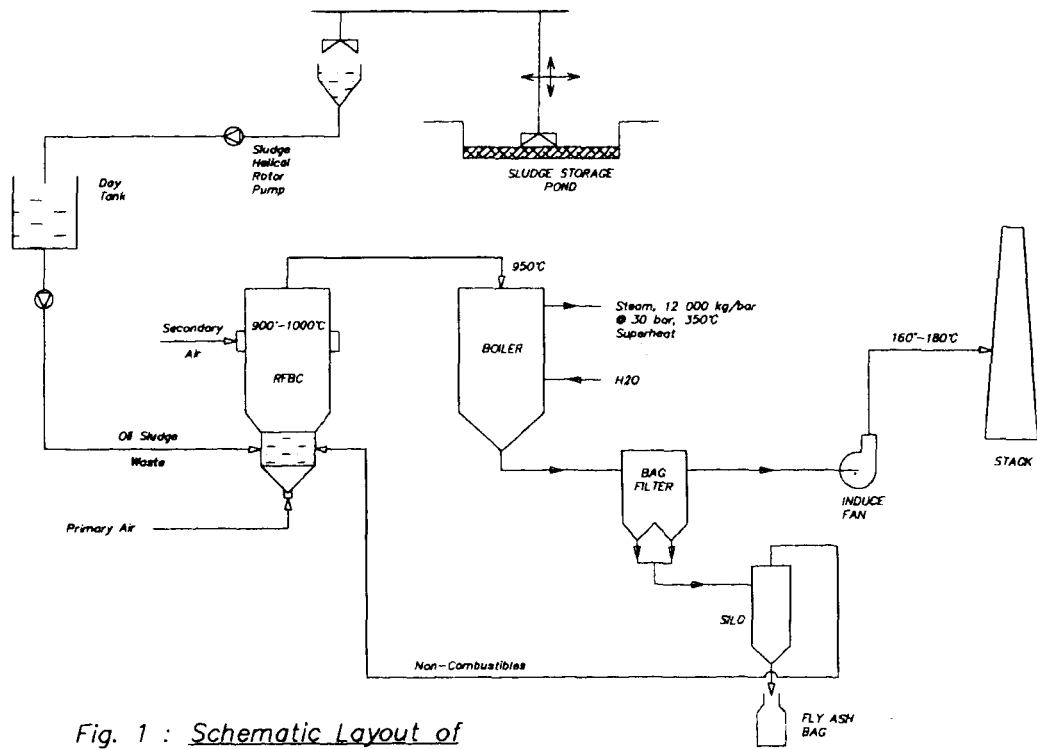 Sludge
Helical
Rotor
Pump
Day
Tank
SLUDGE STORAGE
POND
950°C
Steam, 12 000 kg/bar
@ 30 bar, 350°C
Superheat
Secondary
Air
900°-1000°C
RFBC
BOILER
H2O
160°-180°C
Oil Sludge
Waste
BAG
FILTER
INDUCE
FAN
STACK
Primary Air
SILO
Non-Combustibles
FLY ASH
BAG
Fig. 1 : Schematic Layout of